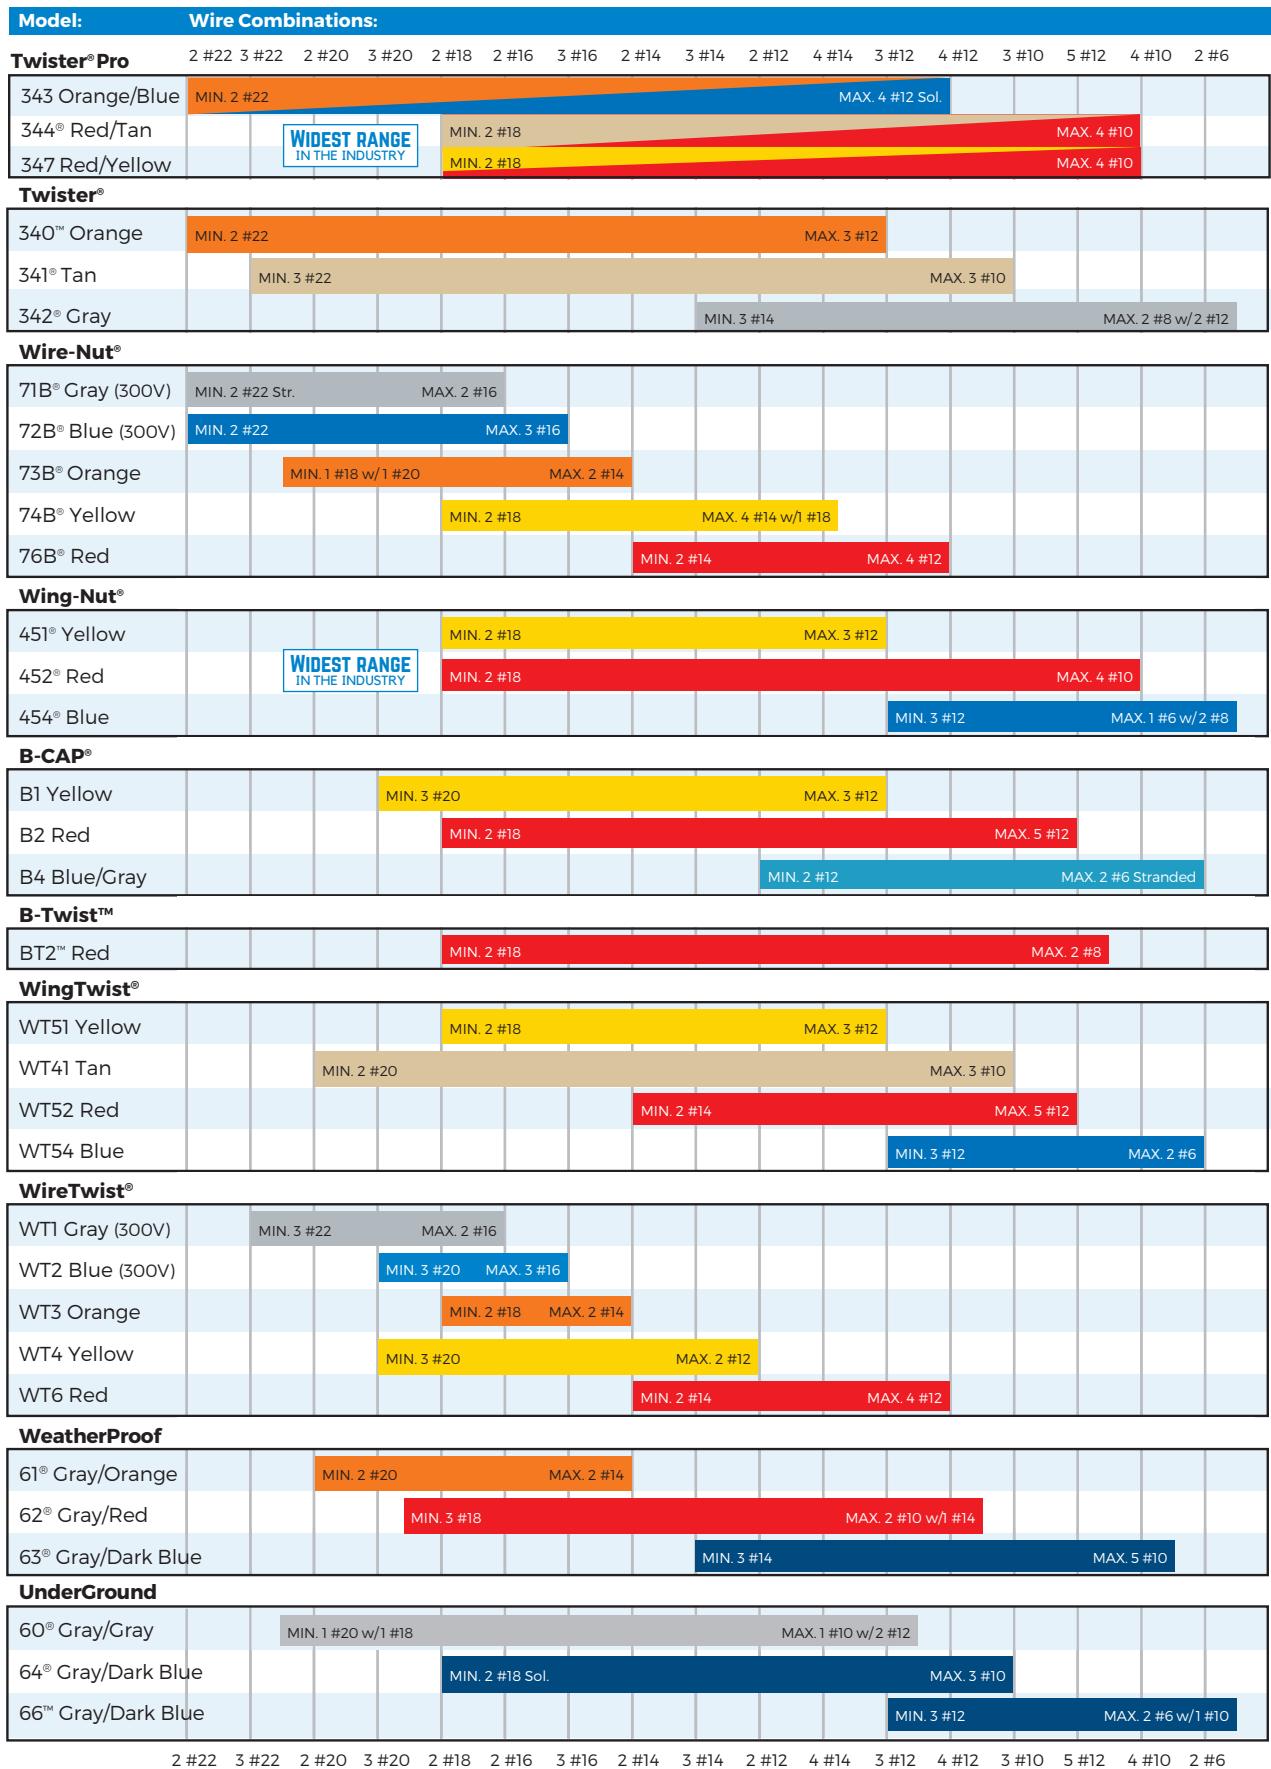 Model: Wire Combinations:
Twister® Pro 2 #22 3 #22 2 #20 3 #20 2 #18 2 #16 3 #16 2 #14 3 #14 2 #12 4 #14 3 #12 4 #12 3 #10 5 #12 4 #10 2 #6
343 Orange/Blue MIN. 2 #22 MAX. 4 #12 Sol.
344® Red/Tan MIN. 2 #18 MAX. 4 #10
WIDEST RANGE
IN THE INDUSTRY
347 Red/Yellow MIN. 2 #18 MAX. 4 #10
Twister®
340™ Orange MIN. 2 #22 MAX. 3 #12
341® Tan MIN. 3 #22 MAX. 3 #10
342® Gray MIN. 3 #14 MAX. 2 #8 w/ 2 #12
Wire-Nut®
71B® Gray (300V) MIN. 2 #22 Str. MAX. 2 #16
72B® Blue (300V) MIN. 2 #22 MAX. 3 #16
73B® Orange MIN. 1 #18 w/ 1 #20 MAX. 2 #14
74B® Yellow MIN. 2 #18 MAX. 4 #14 w/1 #18
76B® Red MIN. 2 #14 MAX. 4 #12
Wing-Nut®
451® Yellow MIN. 2 #18 MAX. 3 #12
WIDEST RANGE
IN THE INDUSTRY
452® Red MIN. 2 #18 MAX. 4 #10
454® Blue MIN. 3 #12 MAX. 1 #6 w/ 2 #8
B-CAP®
B1 Yellow MIN. 3 #20 MAX. 3 #12
B2 Red MIN. 2 #18 MAX. 5 #12
B4 Blue/Gray MIN. 2 #12 MAX. 2 #6 Stranded
B-Twist™
BT2™ Red MIN. 2 #18 MAX. 2 #8
WingTwist®
WT51 Yellow MIN. 2 #18 MAX. 3 #12
WT41 Tan MIN. 2 #20 MAX. 3 #10
WT52 Red MIN. 2 #14 MAX. 5 #12
WT54 Blue MIN. 3 #12 MAX. 2 #6
WireTwist®
WT1 Gray (300V) MIN. 3 #22 MAX. 2 #16
WT2 Blue (300V) MIN. 3 #20 MAX. 3 #16
WT3 Orange MIN. 2 #18 MAX. 2 #14
WT4 Yellow MIN. 3 #20 MAX. 2 #12
WT6 Red MIN. 2 #14 MAX. 4 #12
WeatherProof
61® Gray/Orange MIN. 2 #20 MAX. 2 #14
62® Gray/Red MIN. 3 #18 MAX. 2 #10 w/1 #14
63® Gray/Dark Blue MIN. 3 #14 MAX. 5 #10
UnderGround
60® Gray/Gray MIN. 1 #20 w/1 #18 MAX. 1 #10 w/ 2 #12
64® Gray/Dark Blue MIN. 2 #18 Sol. MAX. 3 #10
66™ Gray/Dark Blue MIN. 3 #12 MAX. 2 #6 w/1 #10
2 #22 3 #22 2 #20 3 #20 2 #18 2 #16 3 #16 2 #14 3 #14 2 #12 4 #14 3 #12 4 #12 3 #10 5 #12 4 #10 2 #6